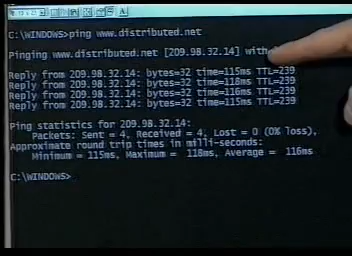 C:\WINDOWS>ping www.distributed.net
Pinging www.distributed.net [209.98.32.14] with
Reply from 209.98.32.14: bytes=32 time=115ms TTL=239
Reply from 209.98.32.14: bytes=32 time=118ms TTL=239
Reply from 209.98.32.14: bytes=32 time=116ms TTL=239
Reply from 209.98.32.14: bytes=32 time=115ms TTL=239
Ping statistics for 209.98.32.14:
Packets: Sent = 4, Received = 4, Lost = 0 (0% loss),
Approximate round trip times in milli-seconds:
Minimum = 115ms, Maximum = 118ms, Average = 116ms
C:\WINDOWS>